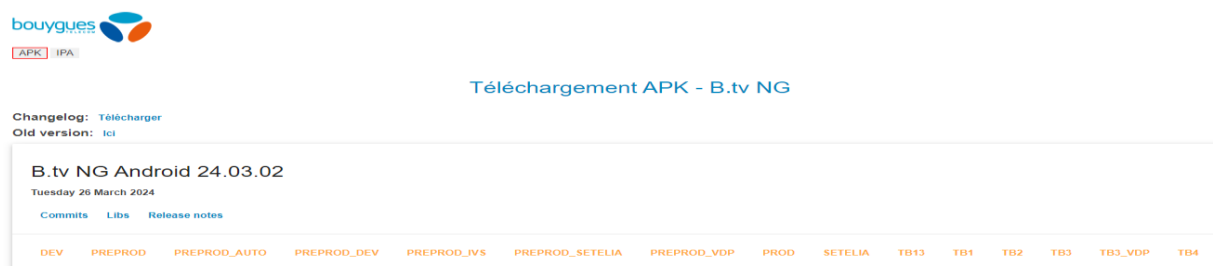 bouygues
TELECOM
APK IPA
Téléchargement APK - B.tv NG
Changelog: Télécharger
Old version: Ici
B.tv NG Android 24.03.02
Tuesday 26 March 2024
Commits Libs Release notes
DEV PREPROD PREPROD_AUTO PREPROD_DEV PREPROD_IVS PREPROD_SETELIA PREPROD_VDP PROD SETELIA TB13 TB1 TB2 TB3 TB3_VDP TB4